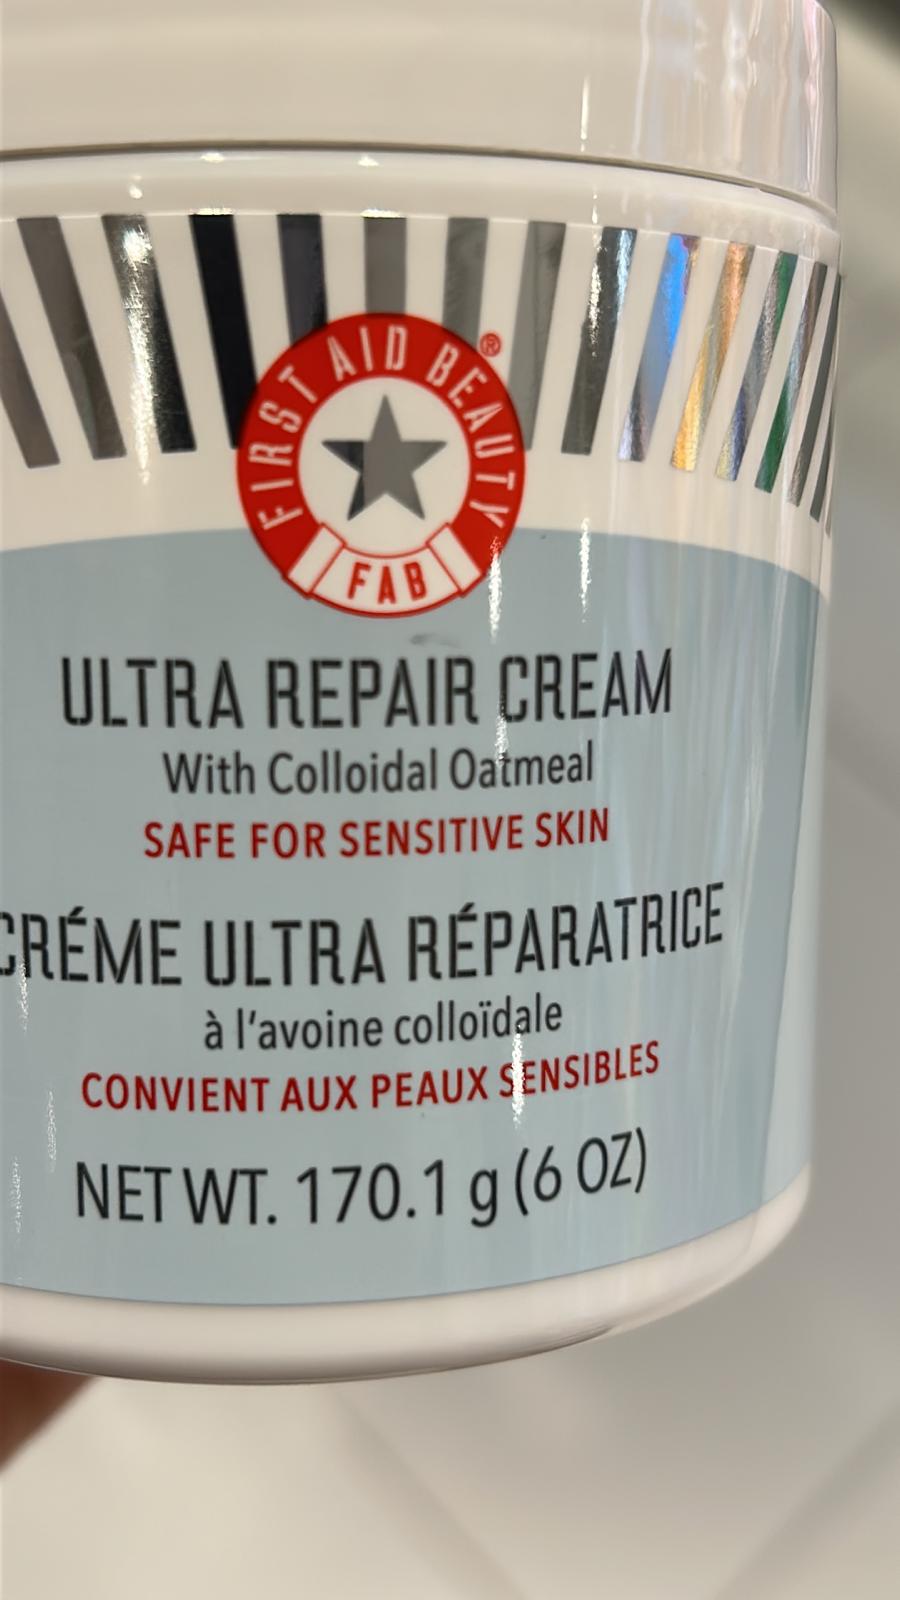 FIRST AID BEAUTY®
FAB
ULTRA REPAIR CREAM
With Colloidal Oatmeal
SAFE FOR SENSITIVE SKIN
CRÉME ULTRA RÉPARATRICE
à l'avoine colloïdale
CONVIENT AUX PEAUX SENSIBLES
NET WT. 170.1 g (6 OZ)